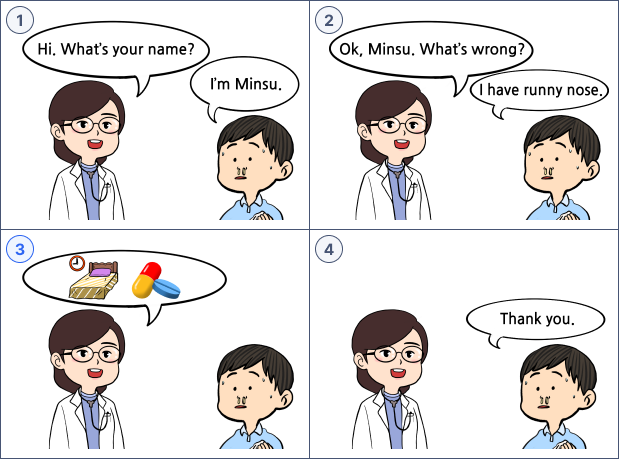 1
Hi. What's your name?
I'm Minsu.
2
Ok, Minsu. What's wrong?
I have runny nose.
3
4
Thank you.